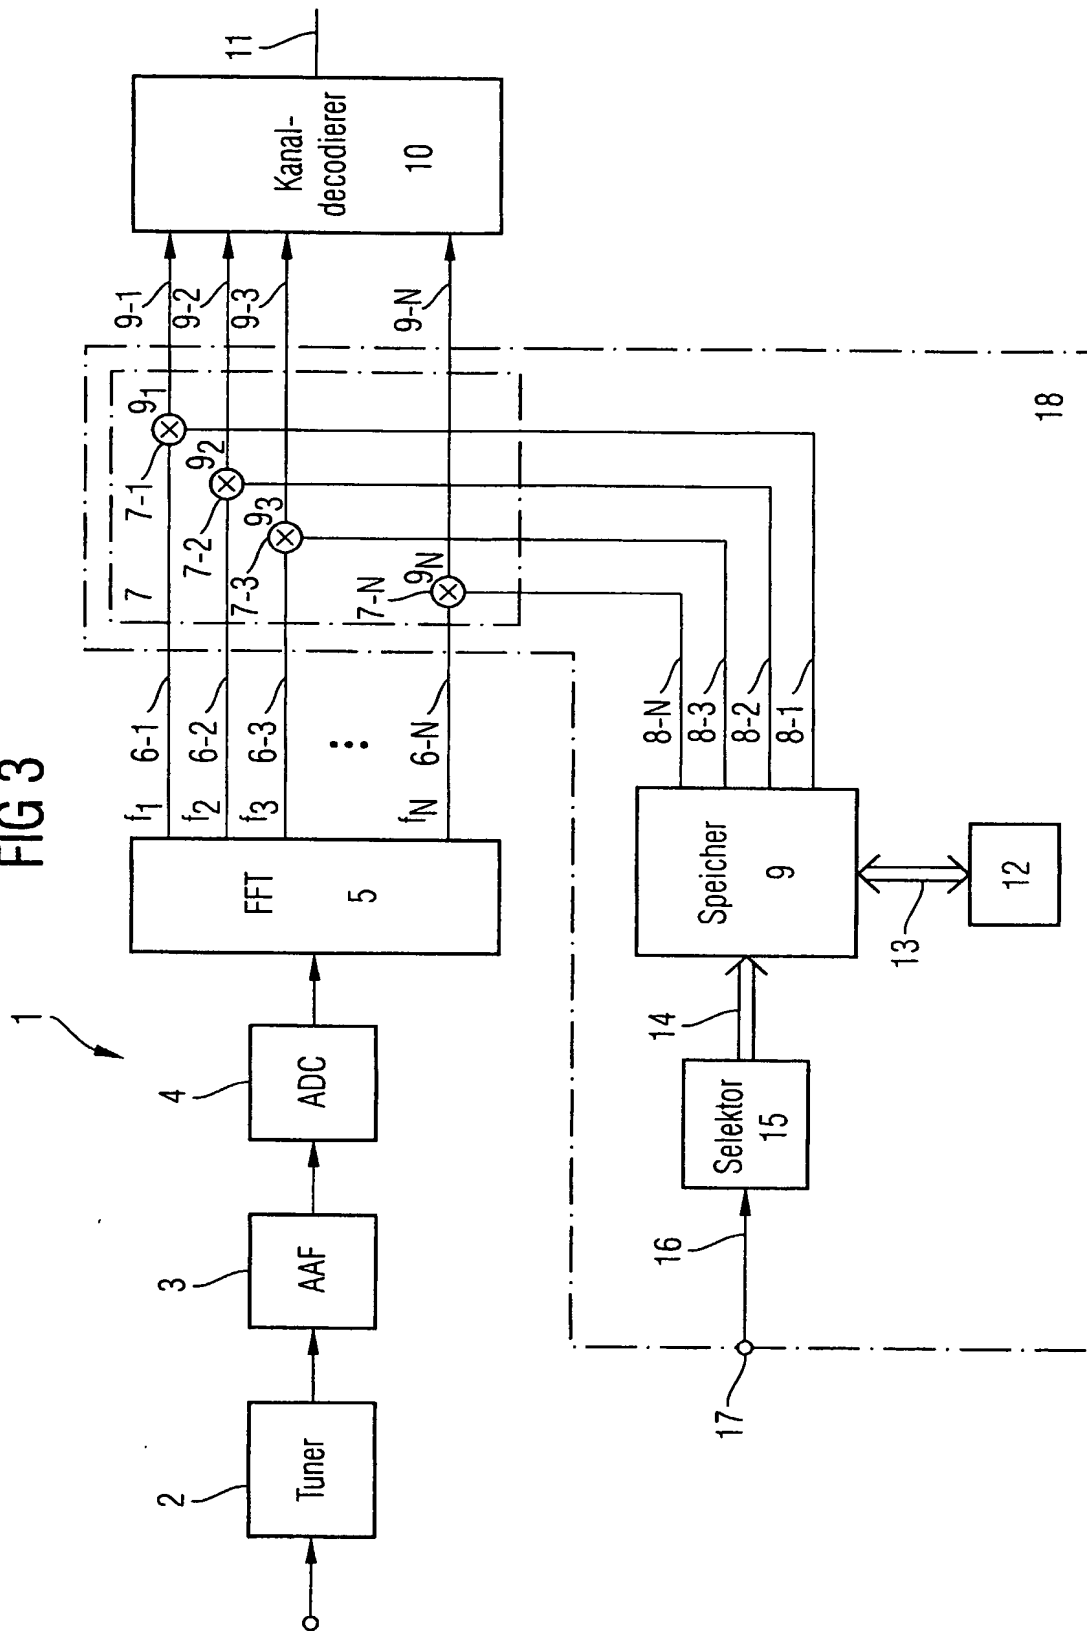 FIG 3
1
2
Tuner
3
AAF
4
ADC
FFT
5
f1
f2
f3
fN
6-1
6-2
6-3
6-N
7
7-1
7-2
7-3
7-N
91
92
93
9N
9-1
9-2
9-3
9-N
Kanal-
decodierer
10
11
17
16
Selektor
15
14
Speicher
9
8-N
8-3
8-2
8-1
13
12
18